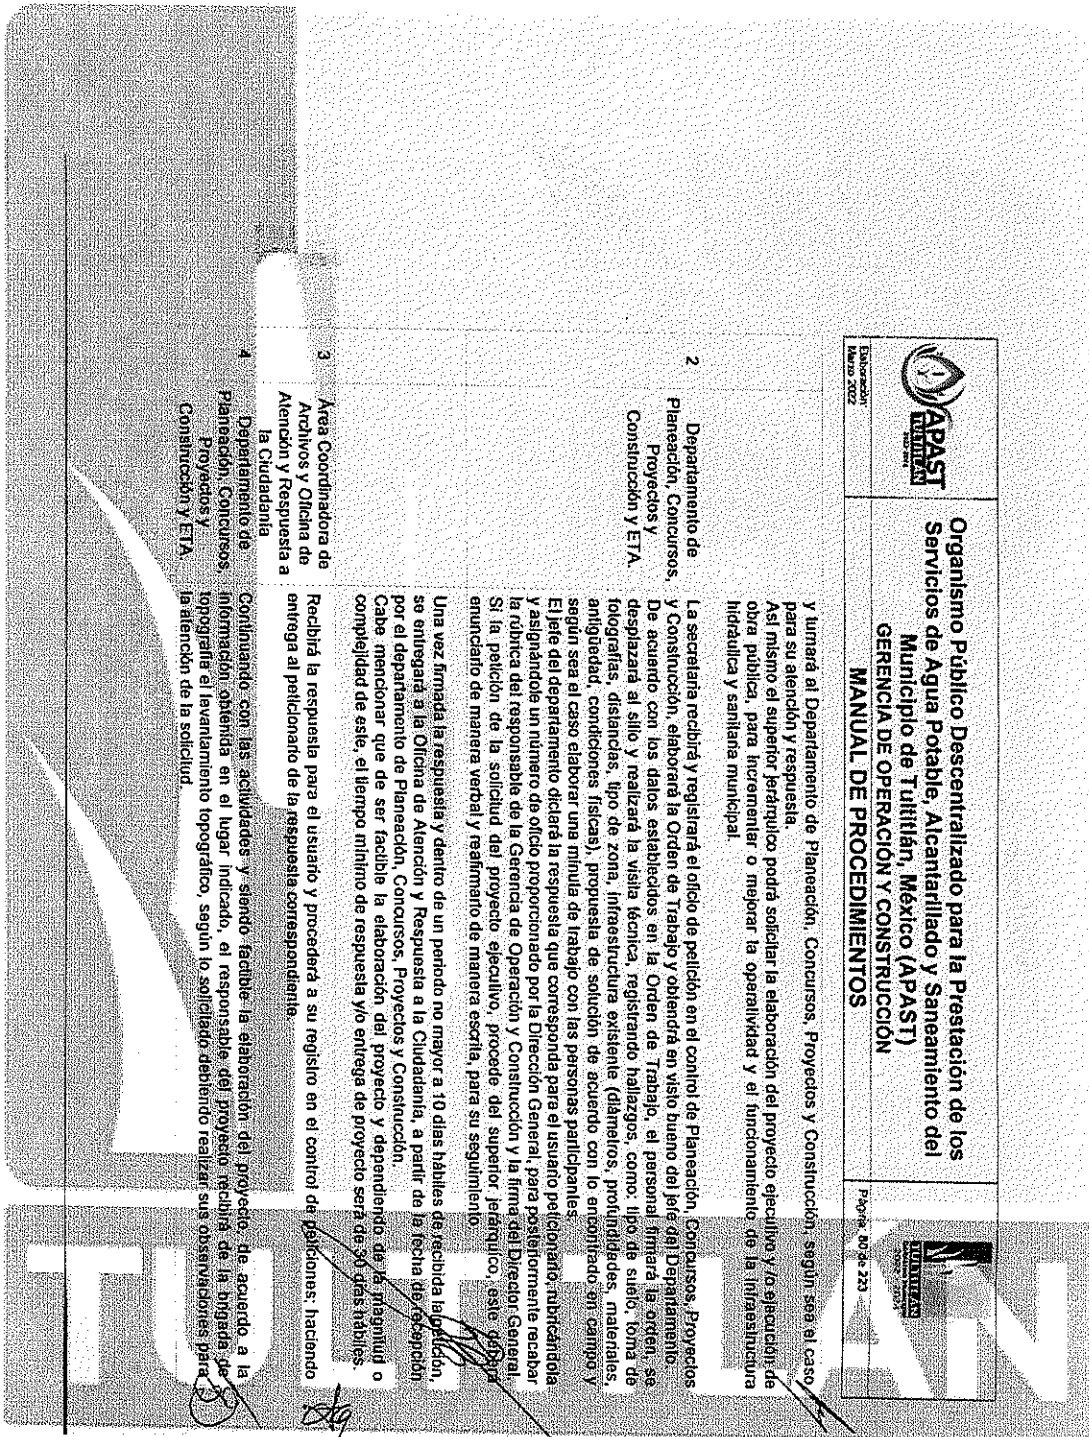 APAST
TULTITLÁN
Organismo Público Descentralizado para la Prestación de los
Servicios de Agua Potable, Alcantarillado y Saneamiento del
Municipio de Tultitlán, México (APAST)
GERENCIA DE OPERACIÓN Y CONSTRUCCIÓN
MANUAL DE PROCEDIMIENTOS
TULTITLÁN
Elaboración
Marzo 2022
Página 80 de 223
y turnará al Departamento de Planeación, Concursos, Proyectos y Construcción, según sea el caso
para su atención y respuesta.
Así mismo el superior jerárquico podrá solicitar la elaboración del proyecto ejecutivo y /o ejecución de
obra pública, para incrementar o mejorar la operatividad y el funcionamiento de la infraestructura
hidráulica y sanitaria municipal.
2
Departamento de
Planeación, Concursos,
Proyectos y
Construcción y ETA.
La secretaria recibirá y registrará el oficio de petición en el control de Planeación, Concursos, Proyectos
y Construcción, elaborará la Orden de Trabajo y obtendrá en visto bueno del jefe de Departamento.
De acuerdo con los datos establecidos en la Orden de Trabajo, el personal firmará la orden, se
desplazará al sitio y realizará la visita técnica, registrando hallazgos, como: tipo de suelo, toma de
fotografías, distancias, tipo de zona, infraestructura existente (diámetros, profundidades, materiales,
antigüedad, condiciones físicas), propuesta de solución de acuerdo con lo encontrado en campo y
según sea el caso elaborar una minuta de trabajo con las personas participantes.
El jefe del departamento dictará la respuesta que corresponda para el usuario peticionario, rubricándola
y asignándole un número de oficio proporcionado por la Dirección General, para posteriormente recabar
la rúbrica del responsable de la Gerencia de Operación y Construcción y la firma del Director General.
Si la petición de la solicitud del proyecto ejecutivo, procede del superior jerárquico, este deberá
enunciarlo de manera verbal y reafirmarlo de manera escrita, para su seguimiento.
Una vez firmada la respuesta y dentro de un periodo no mayor a 10 días hábiles de recibida la petición,
se entregará a la Oficina de Atención y Respuesta a la Ciudadanía, a partir de la fecha de recepción
por el departamento de Planeación, Concursos, Proyectos y Construcción.
Cabe mencionar que de ser factible la elaboración del proyecto y dependiendo de la magnitud o
complejidad de este, el tiempo mínimo de respuesta y/o entrega de proyecto será de 30 días hábiles.
3
Área Coordinadora de
Archivos y Oficina de
Atención y Respuesta a
la Ciudadanía
Recibirá la respuesta para el usuario y procederá a su registro en el control de peticiones; haciendo
entrega al peticionario de la respuesta correspondiente.
4
Departamento de
Planeación, Concursos,
Proyectos y
Construcción y ETA.
Continuando con las actividades y siendo factible la elaboración del proyecto, de acuerdo a la
información obtenida en el lugar indicado, el responsable del proyecto recibirá de la brigada de
topografía el levantamiento topográfico, según lo solicitado debiendo realizar sus observaciones para
la atención de la solicitud.
TULTITLÁN